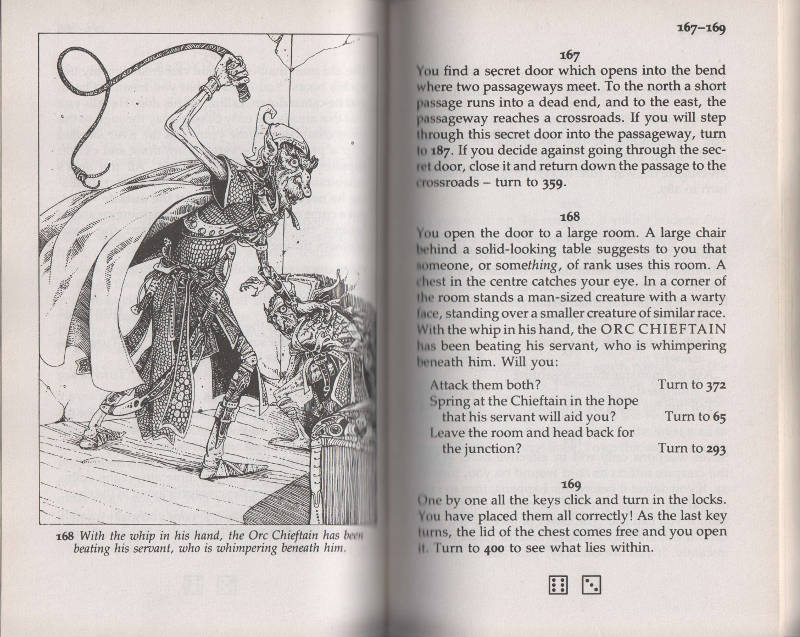 168 With the whip in his hand, the Orc Chieftain has been
beating his servant, who is whimpering beneath him.
167–169
167
You find a secret door which opens into the bend
where two passageways meet. To the north a short
passage runs into a dead end, and to the east, the
passageway reaches a crossroads. If you will step
through this secret door into the passageway, turn
to 187. If you decide against going through the sec-
ret door, close it and return down the passage to the
crossroads – turn to 359.
168
You open the door to a large room. A large chair
behind a solid-looking table suggests to you that
someone, or something, of rank uses this room. A
chest in the centre catches your eye. In a corner of
the room stands a man-sized creature with a warty
face, standing over a smaller creature of similar race.
With the whip in his hand, the ORC CHIEFTAIN
has been beating his servant, who is whimpering
beneath him. Will you:
Attack them both? Turn to 372
Spring at the Chieftain in the hope
that his servant will aid you? Turn to 65
Leave the room and head back for
the junction? Turn to 293
169
One by one all the keys click and turn in the locks.
You have placed them all correctly! As the last key
turns, the lid of the chest comes free and you open
it. Turn to 400 to see what lies within.